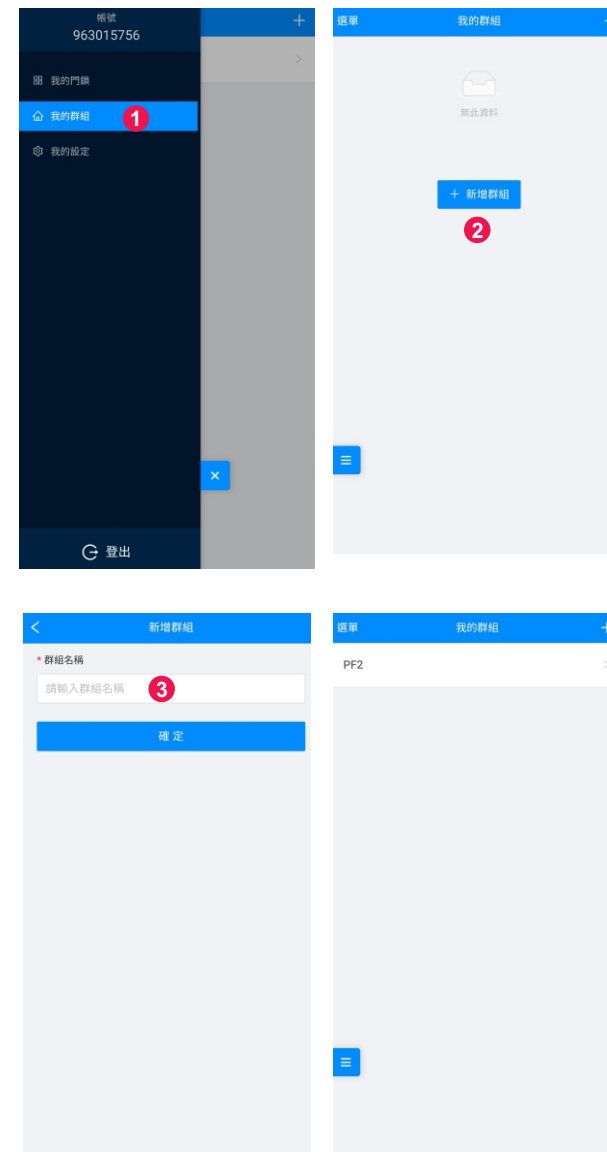 帳號
963015756
我的門鎖
我的群組
1
我的設定
登出
選單
我的群組
無此資料
+ 新增群組
2
新增群組
* 群組名稱
請輸入群組名稱
3
確定
選單
我的群組
PF2